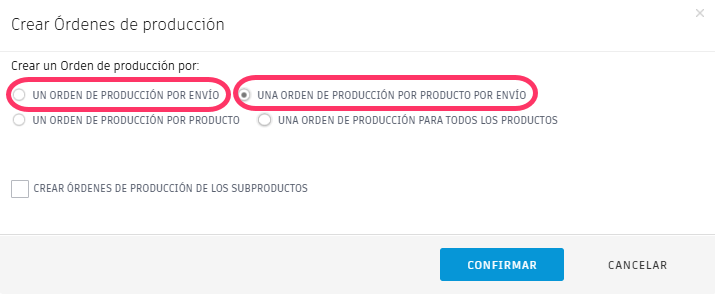 Crear Órdenes de producción
×
Crear un Orden de producción por:
UN ORDEN DE PRODUCCIÓN POR ENVÍO
UNA ORDEN DE PRODUCCIÓN POR PRODUCTO POR ENVÍO
UN ORDEN DE PRODUCCIÓN POR PRODUCTO
UNA ORDEN DE PRODUCCIÓN PARA TODOS LOS PRODUCTOS
CREAR ÓRDENES DE PRODUCCIÓN DE LOS SUBPRODUCTOS
CONFIRMAR
CANCELAR